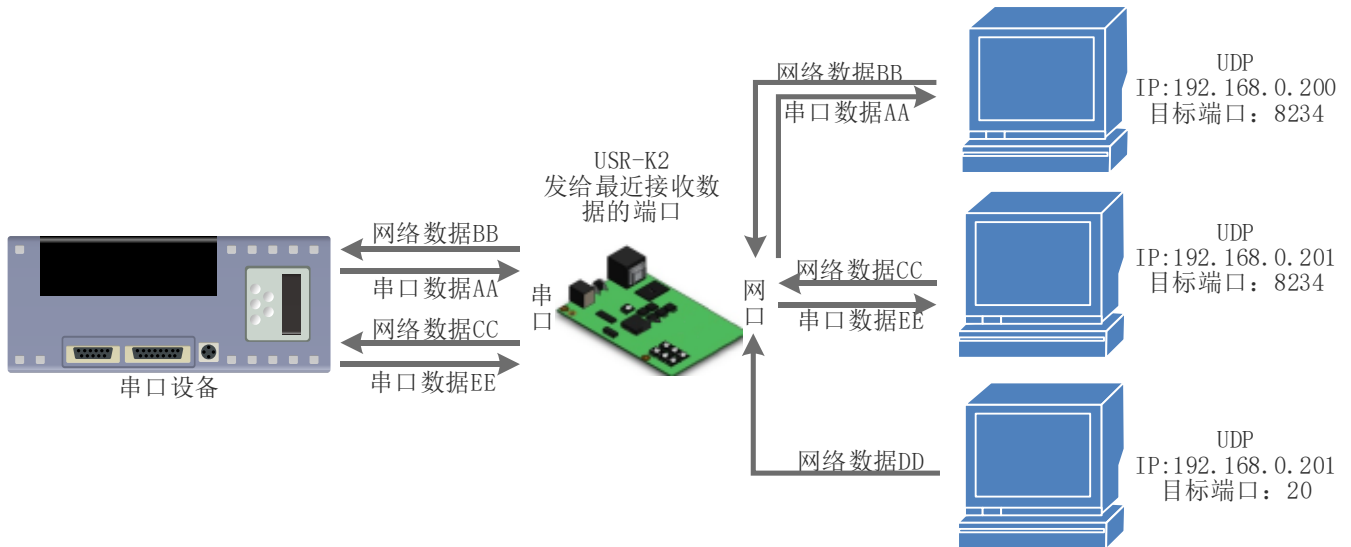 网络数据BB
串口数据AA
UDP
IP:192.168.0.200
目标端口：8234
USR-K2
发给最近接收数
据的端口
网络数据BB
串口数据AA
网络数据CC
串口数据EE
串口设备
串口
网口
网络数据CC
串口数据EE
UDP
IP:192.168.0.201
目标端口：8234
网络数据DD
UDP
IP:192.168.0.201
目标端口：20